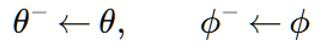 θ⁻ ← θ, ϕ⁻ ← ϕ